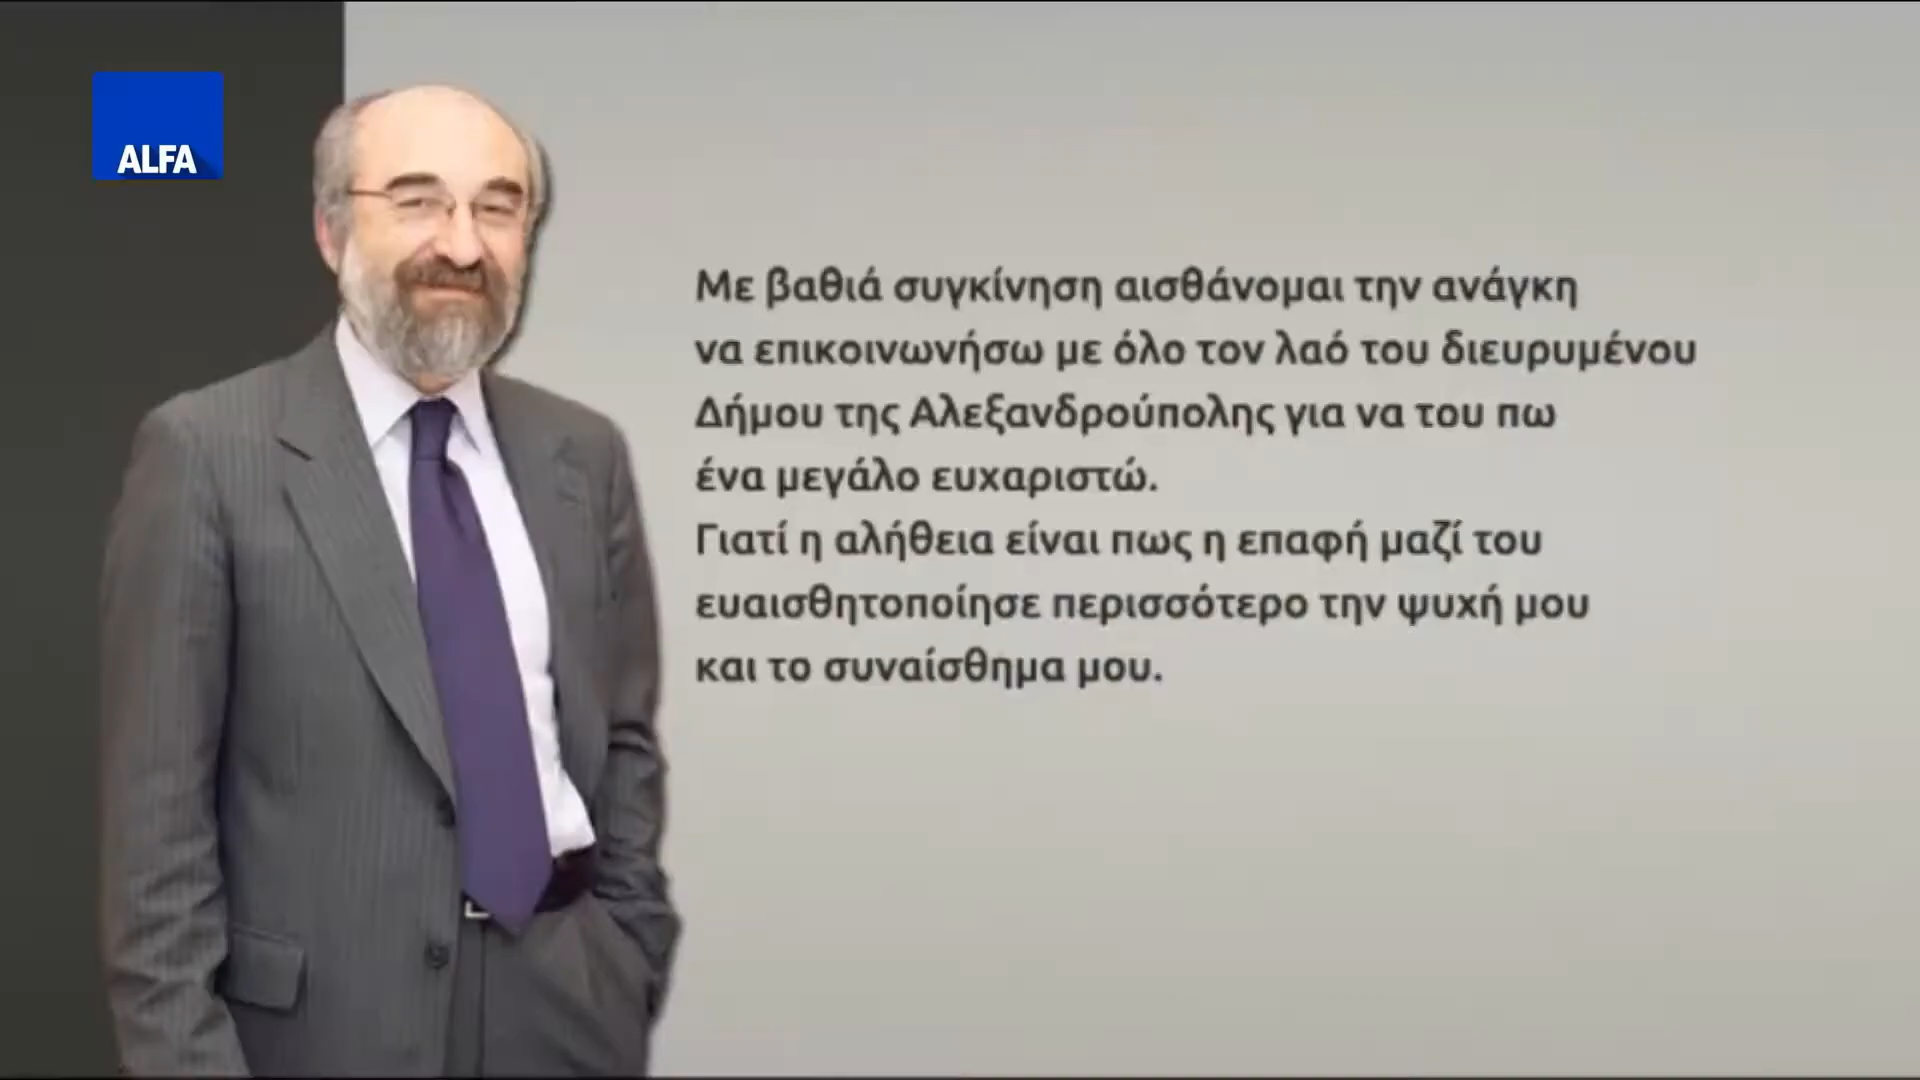 ALFA
Με βαθιά συγκίνηση αισθάνομαι την ανάγκη
να επικοινωνήσω με όλο τον λαό του διευρυμένου
Δήμου της Αλεξανδρούπολης για να του πω
ένα μεγάλο ευχαριστώ.
Γιατί η αλήθεια είναι πως η επαφή μαζί του
ευαισθητοποίησε περισσότερο την ψυχή μου
και το συναίσθημα μου.